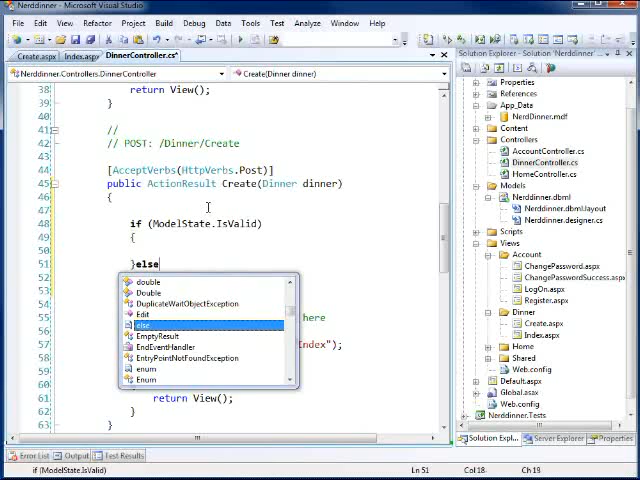 Nerddinner - Microsoft Visual Studio
File Edit View Refactor Project Build Debug Data Tools Test Analyze Window Help
Create.aspx Index.aspx DinnerController.cs*
Nerddinner.Controllers.DinnerController Create(Dinner dinner)
38 return View();
39 }
40
41 //
42 // POST: /Dinner/Create
43
44 [AcceptVerbs(HttpVerbs.Post)]
45 public ActionResult Create(Dinner dinner)
46 {
47
48 if (ModelState.IsValid)
49 {
50
51 }else
52
53
54 here
55
56
57 Index");
58
59
60
61 return View();
62 }
63 }
double
Double
DuplicateWaitObjectException
Edit
else
EmptyResult
EndEventHandler
EntryPointNotFoundException
enum
Enum
Solution Explorer - Solution 'Nerddinner'
Properties
References
App_Data
NerdDinner.mdf
Content
Controllers
AccountController.cs
DinnerController.cs
HomeController.cs
Models
Nerddinner.dbml
Nerddinner.dbml.layout
Nerddinner.designer.cs
Scripts
Views
Account
ChangePassword.aspx
ChangePasswordSuccess.aspx
LogOn.aspx
Register.aspx
Dinner
Create.aspx
Index.aspx
Home
Shared
Web.config
Default.aspx
Global.asax
Web.config
Nerddinner.Tests
Solution Expl... Server Explorer Properties
Error List Output Test Results
if (ModelState.IsValid) Ln 51 Col 18 Ch 19